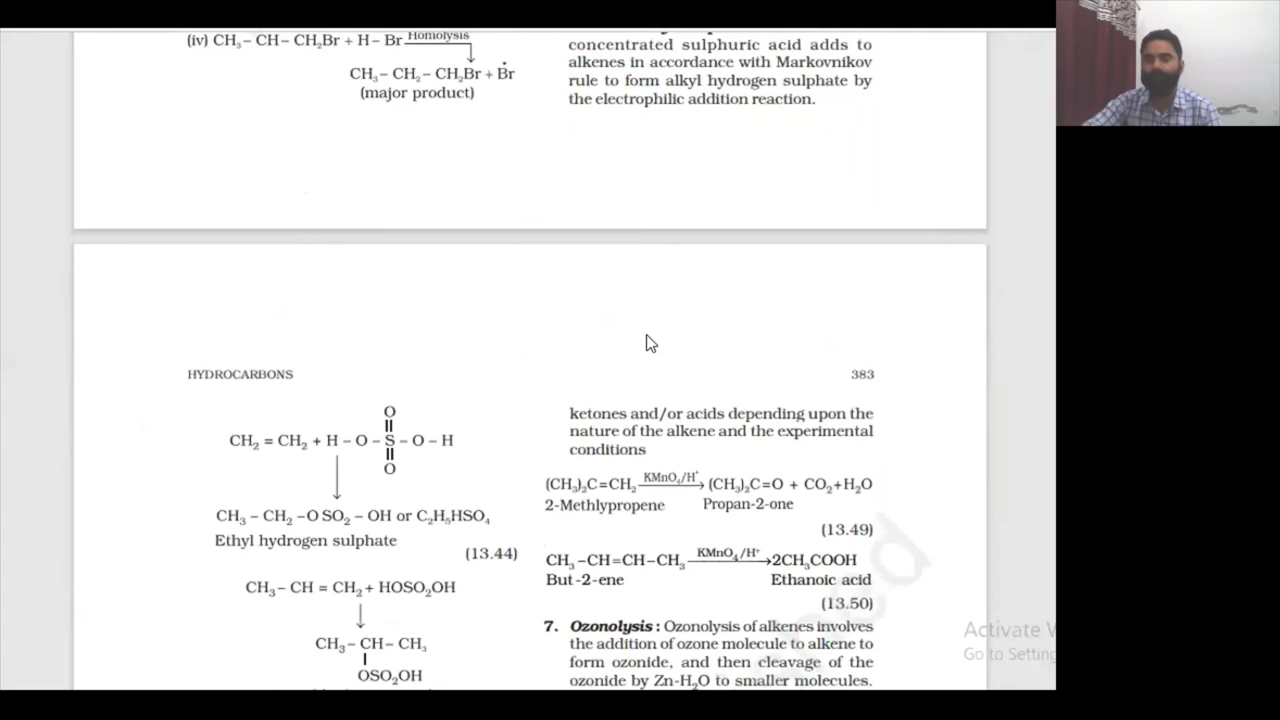 (iv) CH₃ – CH – CH₂Br + H – Br Homolysis
CH₃ – CH₂ – CH₂Br + Ḃr
(major product)
concentrated sulphuric acid adds to
alkenes in accordance with Markovnikov
rule to form alkyl hydrogen sulphate by
the electrophilic addition reaction.
HYDROCARBONS
383
O
CH₂ = CH₂ + H – O – S – O – H
O
CH₃ – CH₂ – O SO₂ – OH or C₂H₅HSO₄
Ethyl hydrogen sulphate
(13.44)
CH₃ – CH = CH₂ + HOSO₂OH
CH₃ – CH – CH₃
OSO₂OH
ketones and/or acids depending upon the
nature of the alkene and the experimental
conditions
(CH₃)₂C=CH₂ KMnO₄/H⁺ (CH₃)₂C=O + CO₂+H₂O
2-Methlypropene Propan-2-one
(13.49)
CH₃ –CH=CH–CH₃ KMnO₄/H⁺ 2CH₃COOH
But-2-ene Ethanoic acid
(13.50)
7. Ozonolysis : Ozonolysis of alkenes involves
the addition of ozone molecule to alkene to
form ozonide, and then cleavage of the
ozonide by Zn-H₂O to smaller molecules.
Activate
Go to Setting